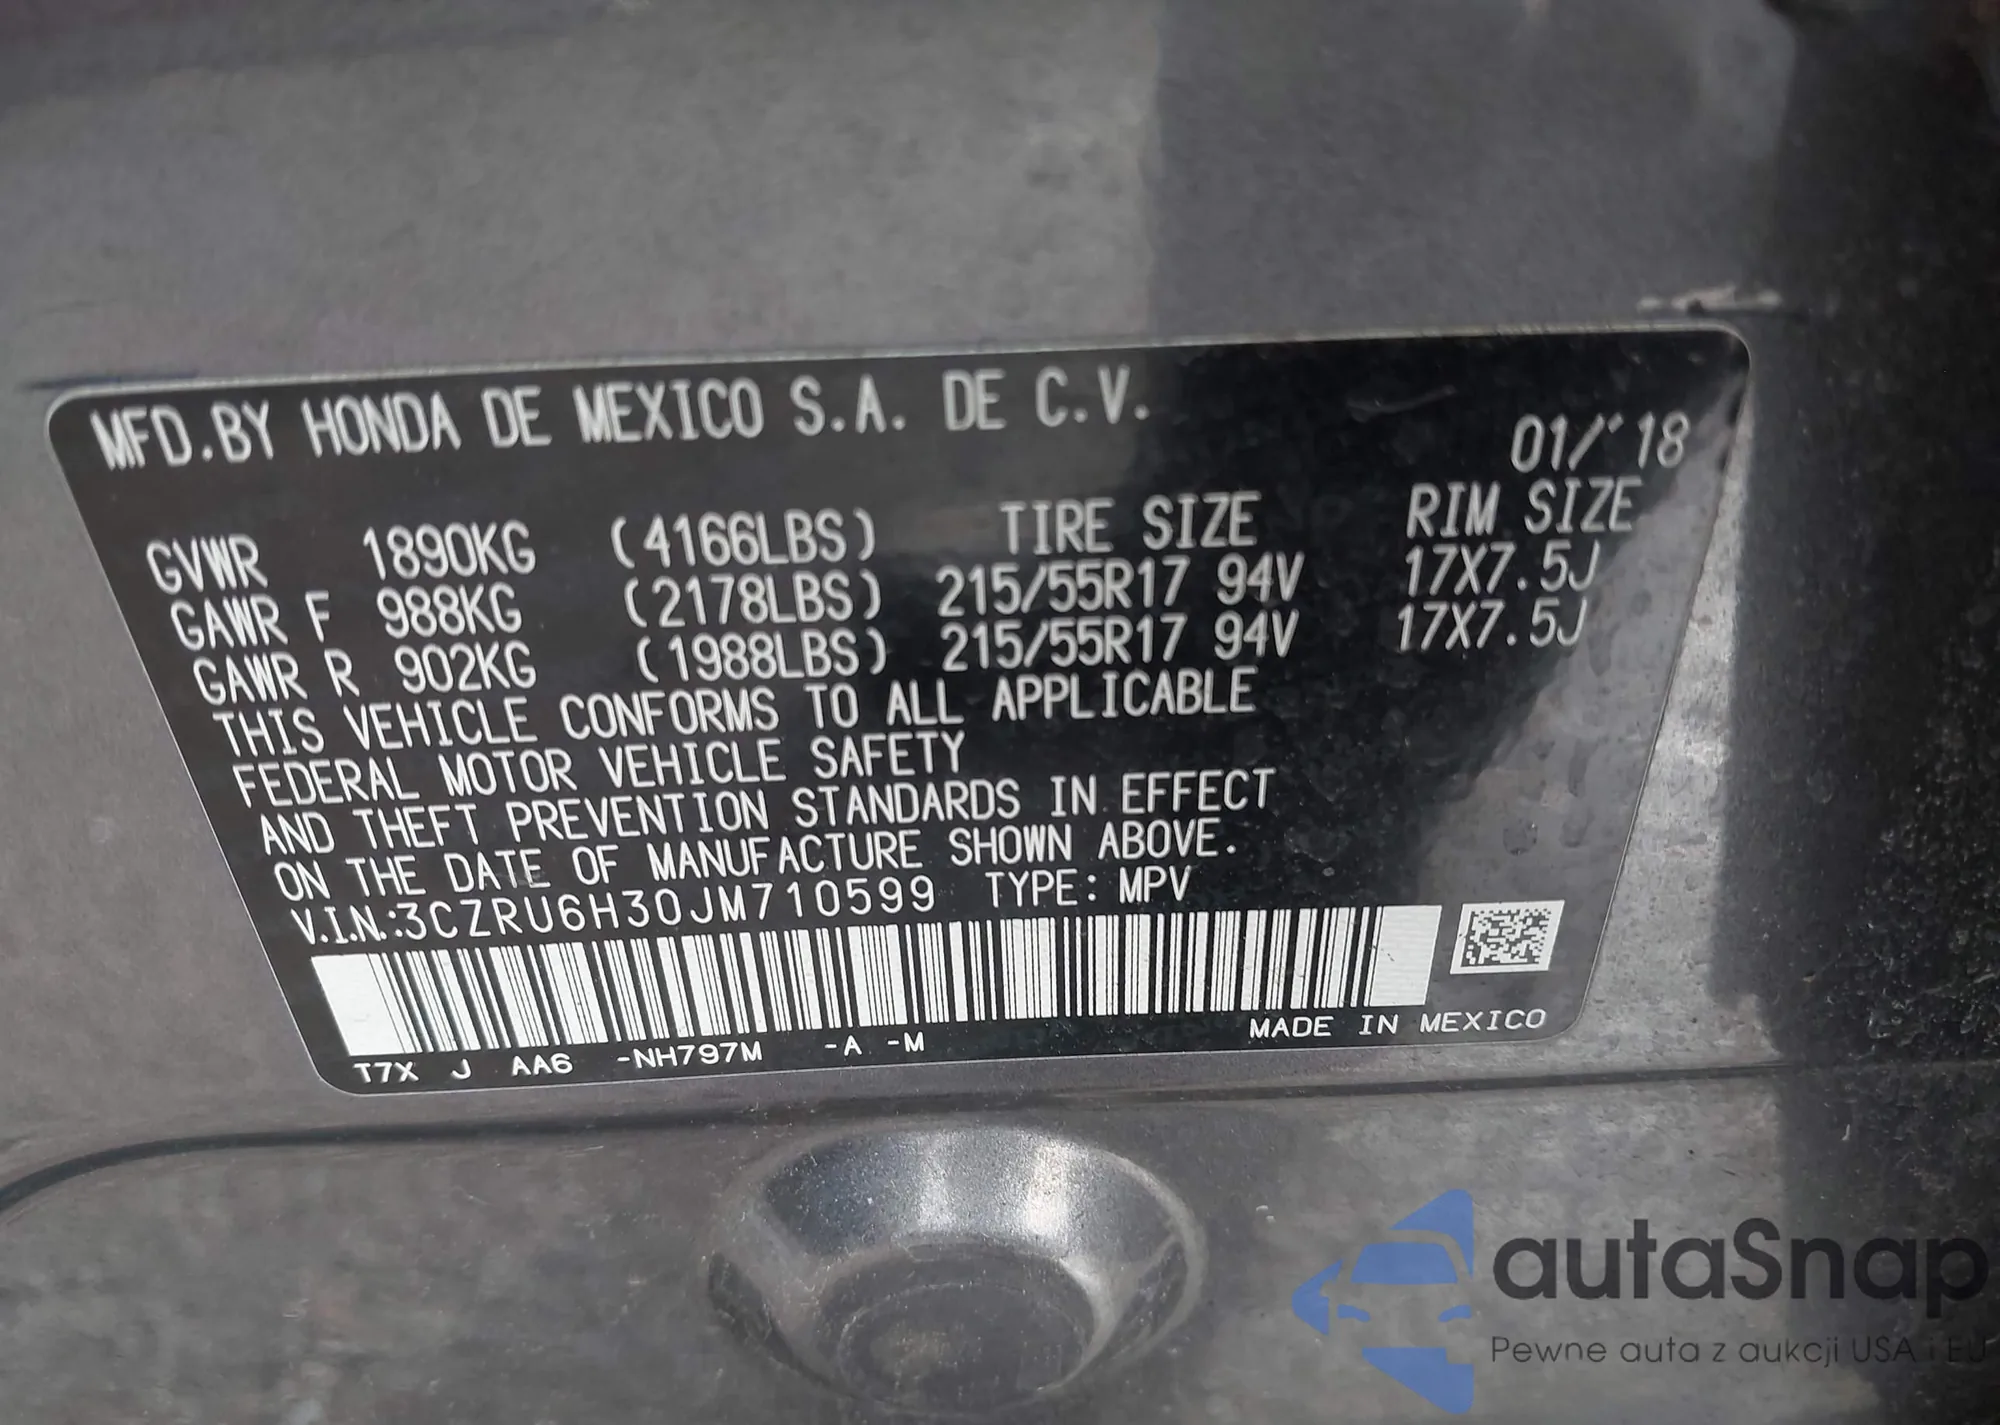 MFD.BY HONDA DE MEXICO S.A. DE C.V.
01/'18
GVWR 1890KG (4166LBS) TIRE SIZE RIM SIZE
GAWR F 988KG (2178LBS) 215/55R17 94V 17X7.5J
GAWR R 902KG (1988LBS) 215/55R17 94V 17X7.5J
THIS VEHICLE CONFORMS TO ALL APPLICABLE
FEDERAL MOTOR VEHICLE SAFETY
AND THEFT PREVENTION STANDARDS IN EFFECT
ON THE DATE OF MANUFACTURE SHOWN ABOVE.
V.I.N.:3CZRU6H30JM710599 TYPE: MPV
T7X J AA6 -NH797M -A -M MADE IN MEXICO
autaSnap
Pewne auta z aukcji USA i EU